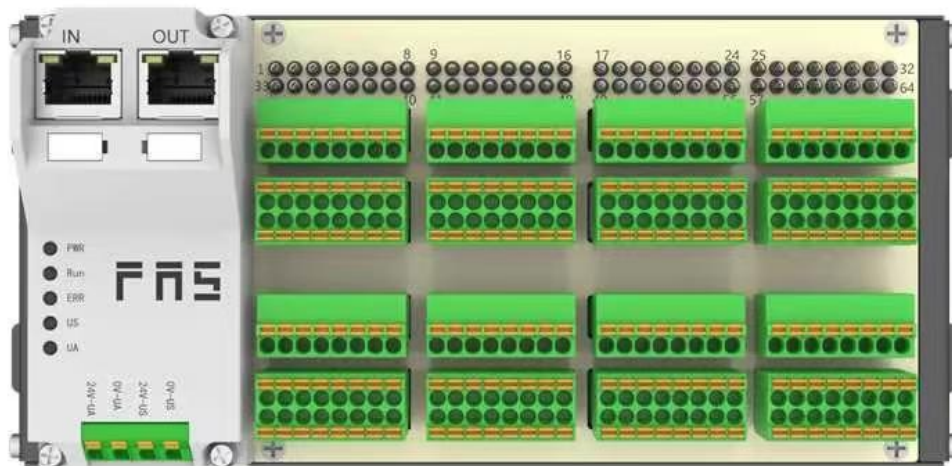 IN OUT
8 9 16 17 24 25
1 32
33 64
PWR
Run
FAS
ERR
US
UA
24V-UA
0V-UA
24V-US
0V-US